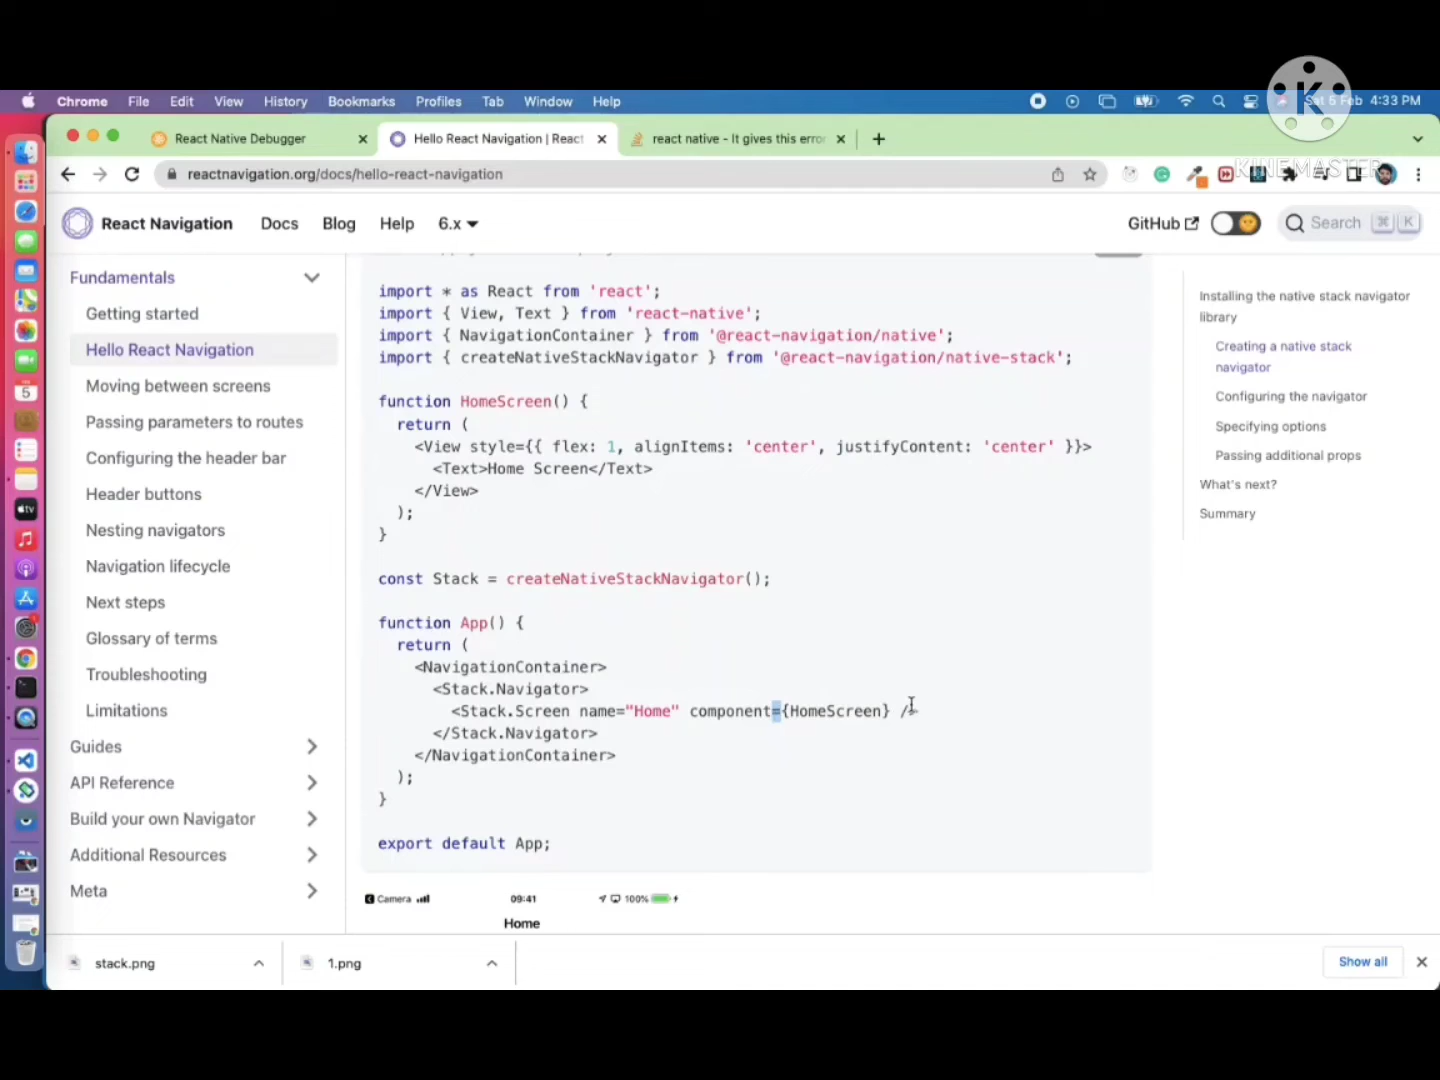 Chrome File Edit View History Bookmarks Profiles Tab Window Help Sat 5 Feb 4:33 PM
K
KINEMASTER
React Native Debugger
Hello React Navigation | React
react native - It gives this error
reactnavigation.org/docs/hello-react-navigation
React Navigation Docs Blog Help 6.x GitHub Search ⌘ K
Fundamentals
Getting started
Hello React Navigation
Moving between screens
Passing parameters to routes
Configuring the header bar
Header buttons
Nesting navigators
Navigation lifecycle
Next steps
Glossary of terms
Troubleshooting
Limitations
Guides
API Reference
Build your own Navigator
Additional Resources
Meta
import * as React from 'react';
import { View, Text } from 'react-native';
import { NavigationContainer } from '@react-navigation/native';
import { createNativeStackNavigator } from '@react-navigation/native-stack';
function HomeScreen() {
return (
<View style={{ flex: 1, alignItems: 'center', justifyContent: 'center' }}>
<Text>Home Screen</Text>
</View>
);
}
const Stack = createNativeStackNavigator();
function App() {
return (
<NavigationContainer>
<Stack.Navigator>
<Stack.Screen name="Home" component={HomeScreen} />
</Stack.Navigator>
</NavigationContainer>
);
}
export default App;
Camera 09:41 100%
Home
Installing the native stack navigator
library
Creating a native stack
navigator
Configuring the navigator
Specifying options
Passing additional props
What's next?
Summary
5
tv
stack.png
1.png
Show all